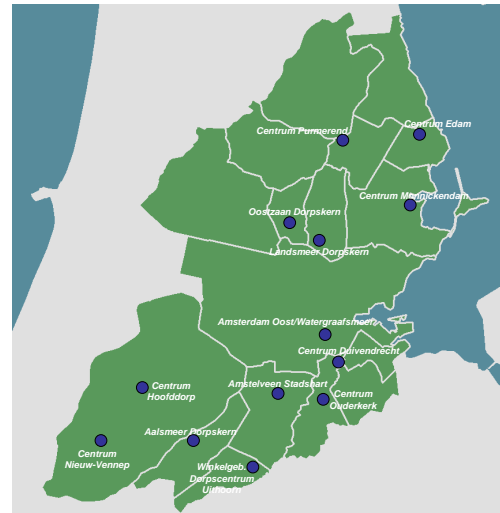 Centrum Edam
Centrum Purmerend
Centrum Monnickendam
Oostzaan Dorpskern
Landsmeer Dorpskern
Amsterdam Oost/Watergraafsmeer
Centrum Duivendrecht
Centrum
Hoofddorp
Amstelveen Stadshart
Centrum
Ouderkerk
Aalsmeer Dorpskern
Centrum
Nieuw-Vennep
Winkelgeb.
Dorpscentrum
Uithoorn